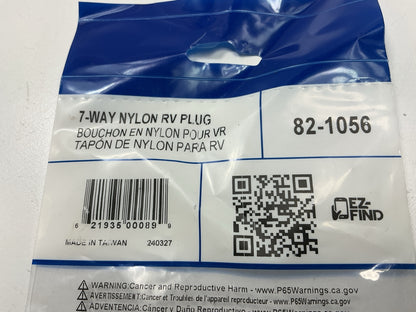 7-WAY NYLON RV PLUG
BOUCHON EN NYLON POUR VR
TAPÓN DE NYLON PARA RV
82-1056
6 21935 00089 9
MADE IN TAIWAN 240327
EZ-
FIND
WARNING: Cancer and Reproductive Harm - www.P65Warnings.ca.gov
AVERTISSEMENT: Cancer et Troubles de l'appareil reproducteur - www.P65Warnings.ca.gov
ADVERTENCIA: Cáncer y Daño Reproductivo - www.P65Warnings.ca.gov